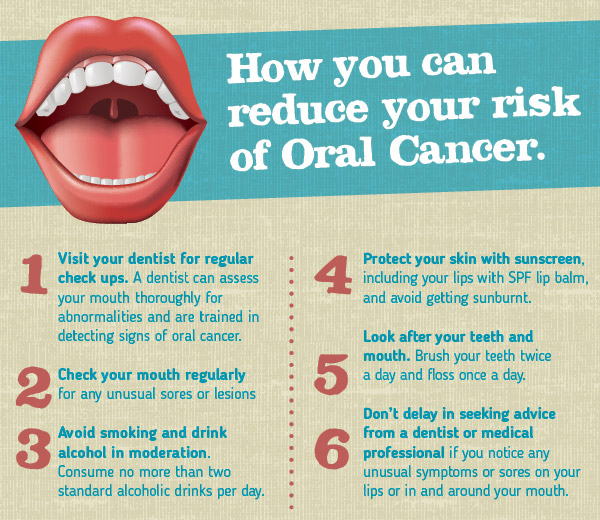 How you can
reduce your risk
of Oral Cancer.
1
Visit your dentist for regular
check ups. A dentist can assess
your mouth thoroughly for
abnormalities and are trained in
detecting signs of oral cancer.
2
Check your mouth regularly
for any unusual sores or lesions
3
Avoid smoking and drink
alcohol in moderation.
Consume no more than two
standard alcoholic drinks per day.
4
Protect your skin with sunscreen,
including your lips with SPF lip balm,
and avoid getting sunburnt.
5
Look after your teeth and
mouth. Brush your teeth twice
a day and floss once a day.
6
Don't delay in seeking advice
from a dentist or medical
professional if you notice any
unusual symptoms or sores on your
lips or in and around your mouth.